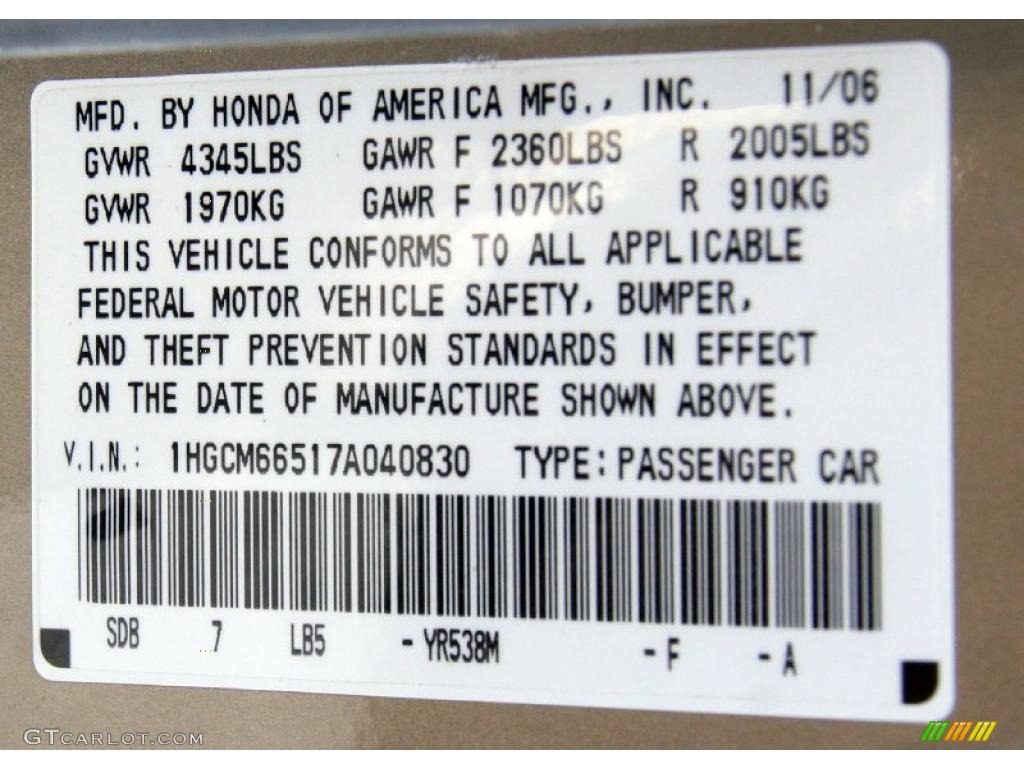 MFD. BY HONDA OF AMERICA MFG., INC. 11/06
GVWR 4345LBS GAWR F 2360LBS R 2005LBS
GVWR 1970KG GAWR F 1070KG R 910KG
THIS VEHICLE CONFORMS TO ALL APPLICABLE
FEDERAL MOTOR VEHICLE SAFETY, BUMPER,
AND THEFT PREVENTION STANDARDS IN EFFECT
ON THE DATE OF MANUFACTURE SHOWN ABOVE.
V.I.N.: 1HGCM66517A040830 TYPE: PASSENGER CAR
SDB 7 LB5 - YR538M - F - A
GTCARLOT.COM